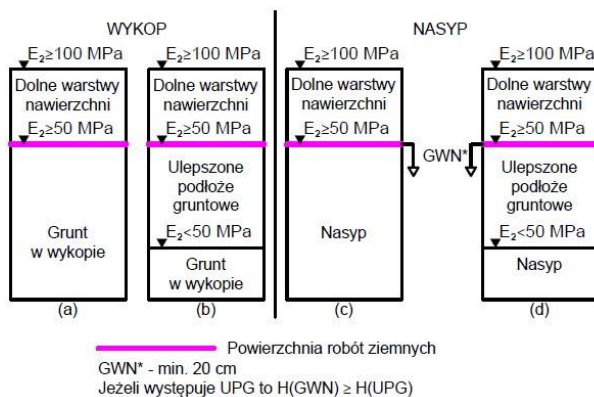 WYKOP
NASYP
E₂≥100 MPa
Dolne warstwy
nawierzchni
E₂≥50 MPa
Grunt
w wykopie
(a)
E₂≥100 MPa
Dolne warstwy
nawierzchni
E₂≥50 MPa
Ulepszone
podłoże
gruntowe
E₂<50 MPa
Grunt
w wykopie
(b)
E₂≥100 MPa
Dolne warstwy
nawierzchni
E₂≥50 MPa
GWN*
Nasyp
(c)
E₂≥100 MPa
Dolne warstwy
nawierzchni
E₂≥50 MPa
Ulepszone
podłoże
gruntowe
E₂<50 MPa
Nasyp
(d)
Powierzchnia robót ziemnych
GWN* - min. 20 cm
Jeżeli występuje UPG to H(GWN) ≥ H(UPG)